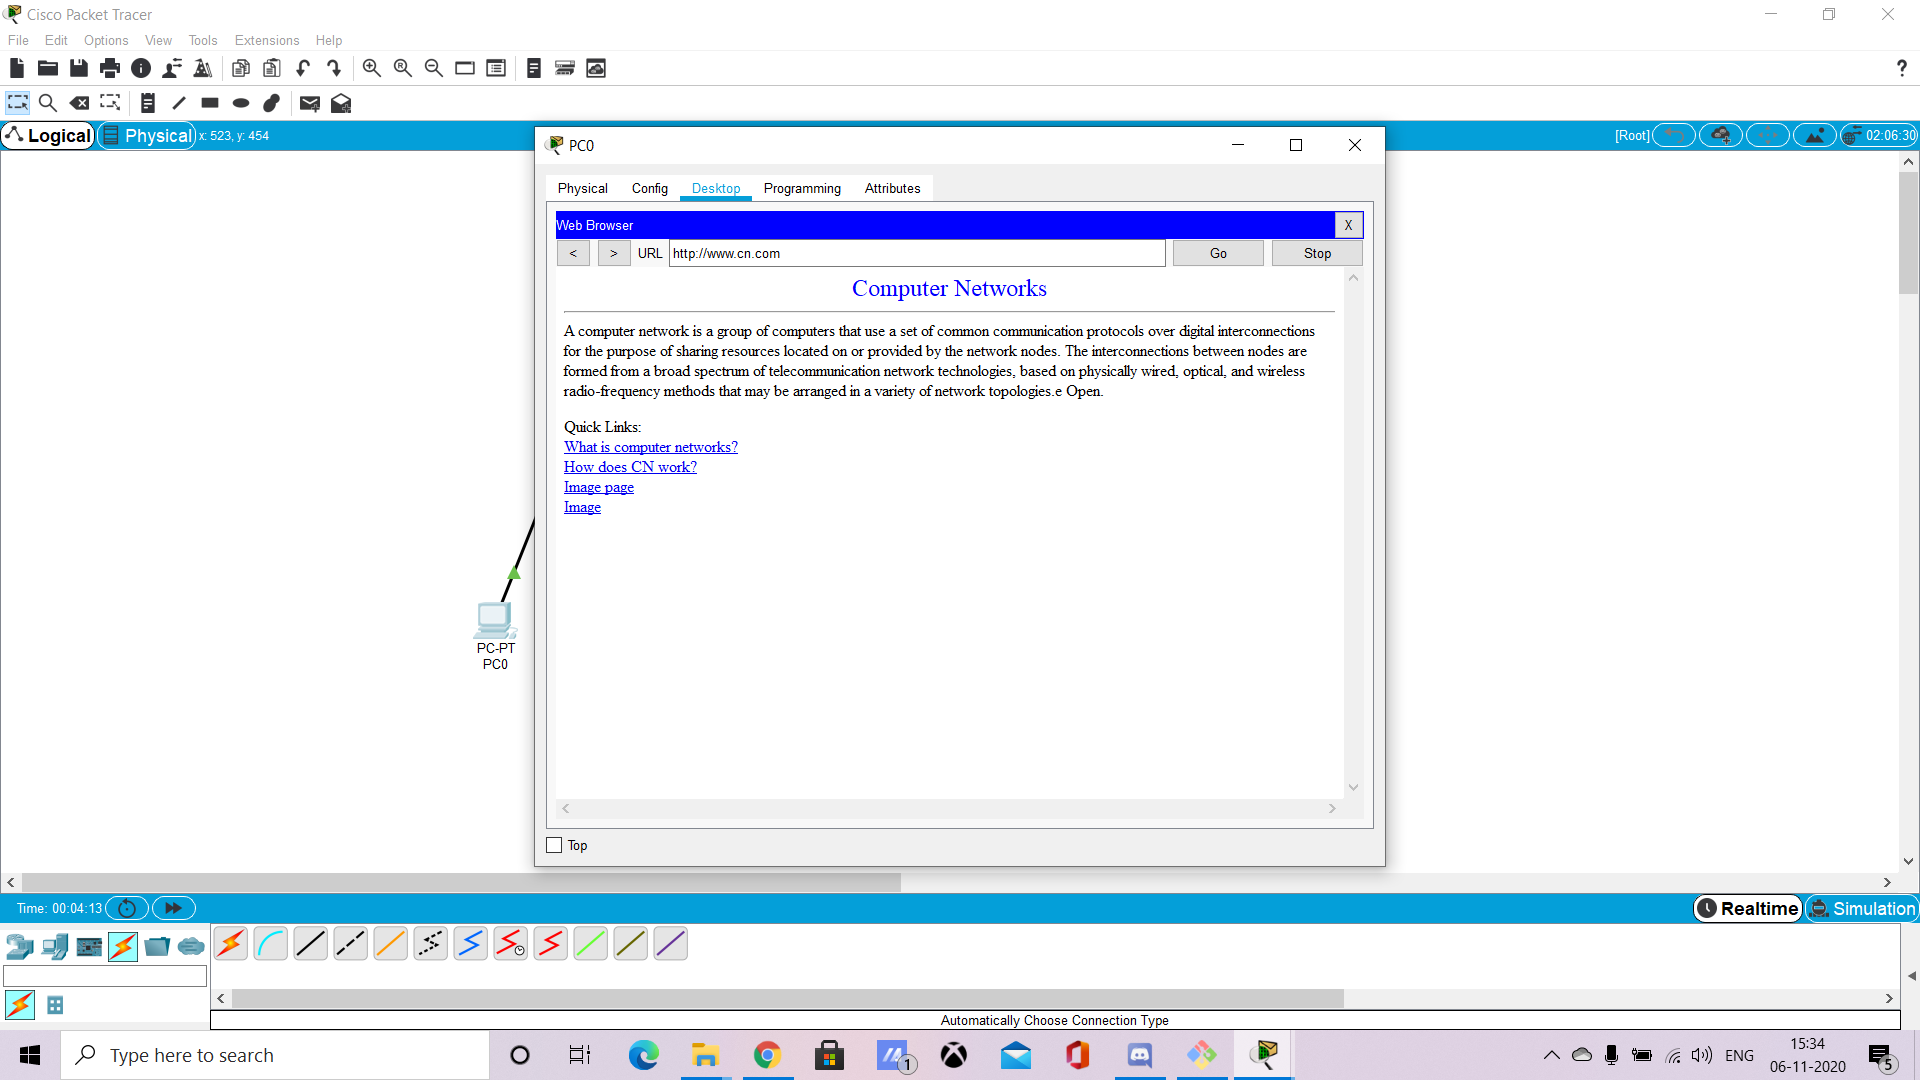 Cisco Packet Tracer
File Edit Options View Tools Extensions Help
?
Logical Physical x: 523, y: 454
[Root] 02:06:30
PC0
Physical Config Desktop Programming Attributes
Web Browser X
< > URL http://www.cn.com Go Stop
Computer Networks
A computer network is a group of computers that use a set of common communication protocols over digital interconnections
for the purpose of sharing resources located on or provided by the network nodes. The interconnections between nodes are
formed from a broad spectrum of telecommunication network technologies, based on physically wired, optical, and wireless
radio-frequency methods that may be arranged in a variety of network topologies.e Open.
Quick Links:
What is computer networks?
How does CN work?
Image page
Image
PC-PT
PC0
Top
Time: 00:04:13
Realtime Simulation
Automatically Choose Connection Type
Type here to search
1
ENG
15:34
06-11-2020
5